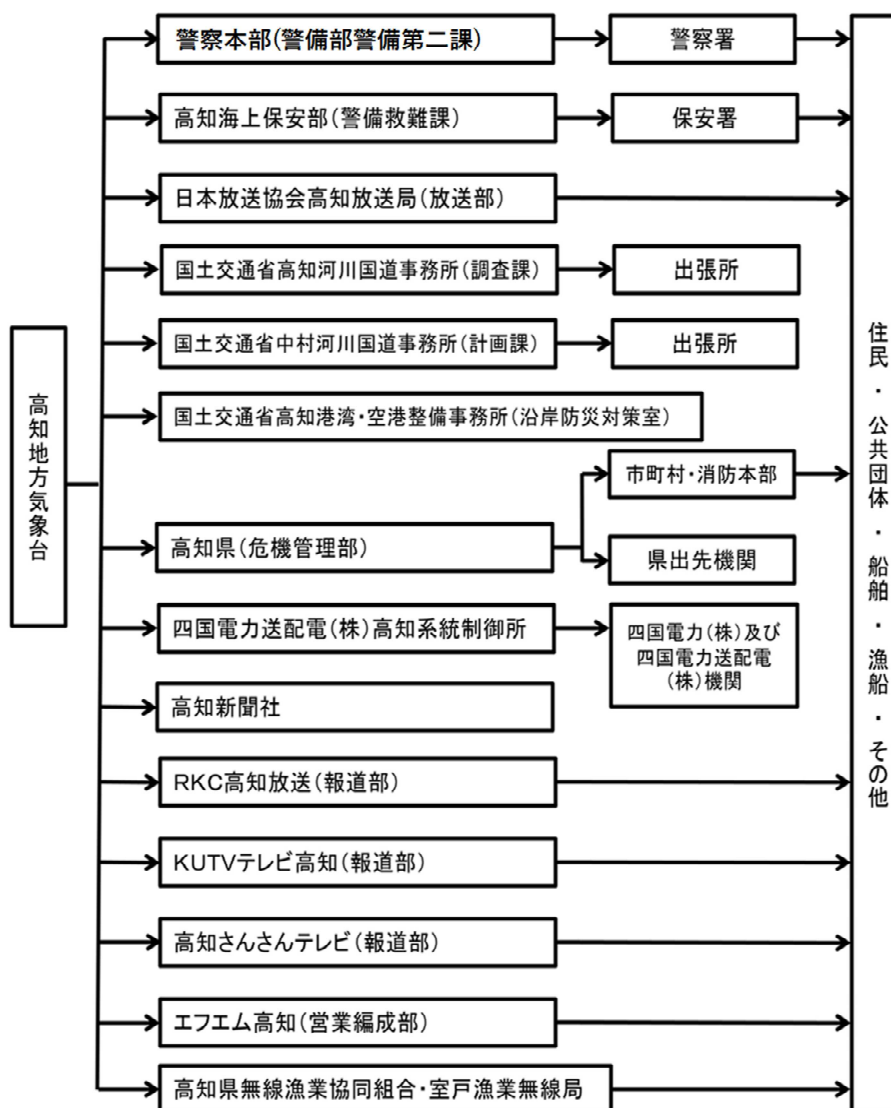 警察本部(警備部警備第二課)
警察署
高知海上保安部(警備救難課)
保安署
日本放送協会高知放送局(放送部)
国土交通省高知河川国道事務所(調査課)
出張所
国土交通省中村河川国道事務所(計画課)
出張所
国土交通省高知港湾・空港整備事務所(沿岸防災対策室)
高知地方気象台
市町村・消防本部
高知県(危機管理部)
県出先機関
四国電力送配電(株)高知系統制御所
四国電力(株)及び
四国電力送配電
(株)機関
高知新聞社
RKC高知放送(報道部)
KUTVテレビ高知(報道部)
高知さんさんテレビ(報道部)
エフエム高知(営業編成部)
高知県無線漁業協同組合・室戸漁業無線局
住民・公共団体・船舶・漁船・その他